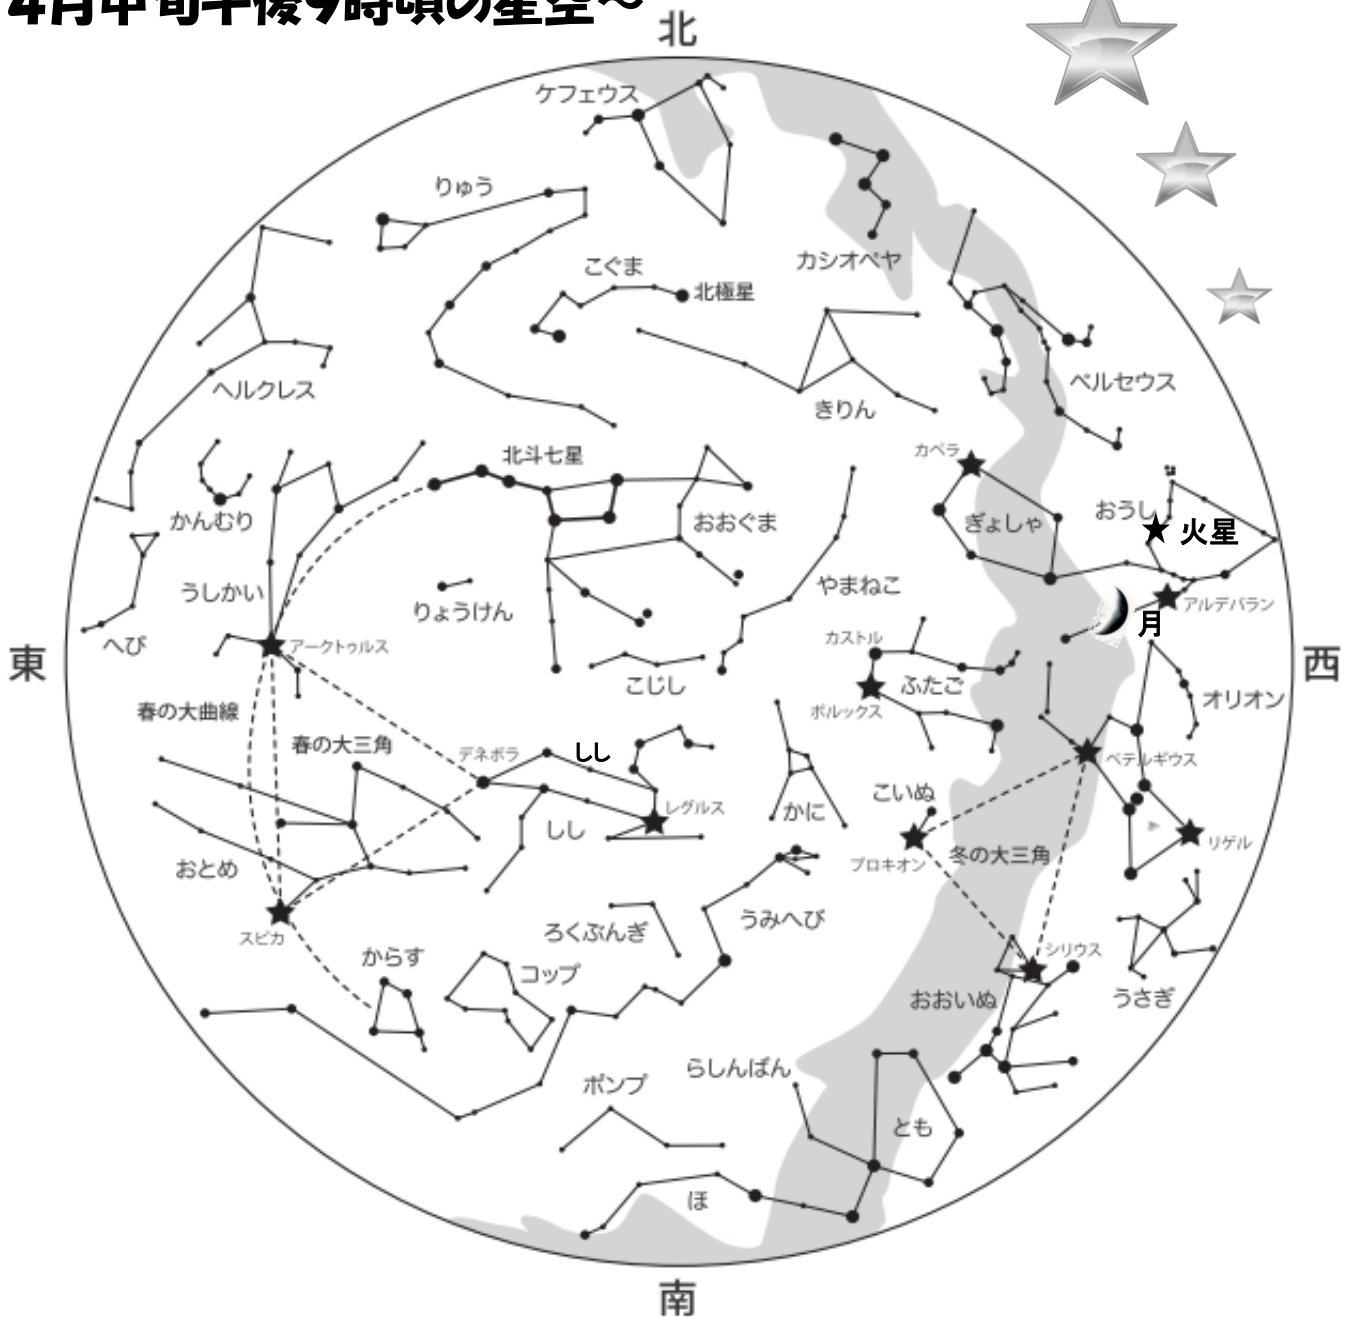 4月中旬午後9時頃の星空～
北
ケフェウス
りゅう
カシオペヤ
こぐま
北極星
ヘルクレス
きりん
ペルセウス
カペラ
北斗七星
かんむり
おおぐま
ぎょしゃ
おうし
火星
うしかい
りょうけん
やまねこ
アルデバラン
月
へび
アークトゥルス
カストル
東
こじし
ふたご
西
春の大曲線
ポルックス
オリオン
春の大三角
デネボラ
しし
ベテルギウス
こいぬ
レグルス
かに
しし
リゲル
おとめ
プロキオン
冬の大三角
スピカ
ろくぶんぎ
うみへび
からす
コップ
シリウス
おおいぬ
うさぎ
ポンプ
らしんばん
とも
ほ
南